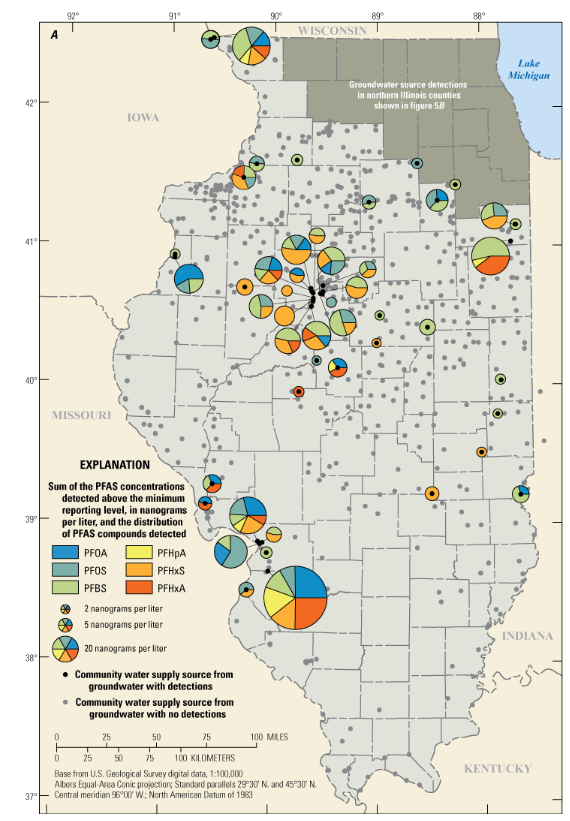 92°
91°
90°
89°
88°
A
WISCONSIN
Lake
Michigan
42°
Groundwater source detections
in northern Illinois counties
shown in figure 5B
IOWA
41°
40°
MISSOURI
EXPLANATION
Sum of the PFAS concentrations
detected above the minimum
reporting level, in nanograms
per liter, and the distribution
of PFAS compounds detected
PFOA
PFHpA
PFOS
PFHxS
PFBS
PFHxA
2 nanograms per liter
5 nanograms per liter
20 nanograms per liter
Community water supply source from
groundwater with detections
Community water supply source from
groundwater with no detections
39°
INDIANA
38°
0 25 50 75 100 MILES
0 25 50 75 100 KILOMETERS
Base from U.S. Geological Survey digital data, 1:100,000
Albers Equal-Area Conic projection; Standard parallels 29°30' N. and 45°30' N.
Central meridian 96°00' W.; North American Datum of 1983
KENTUCKY
37°